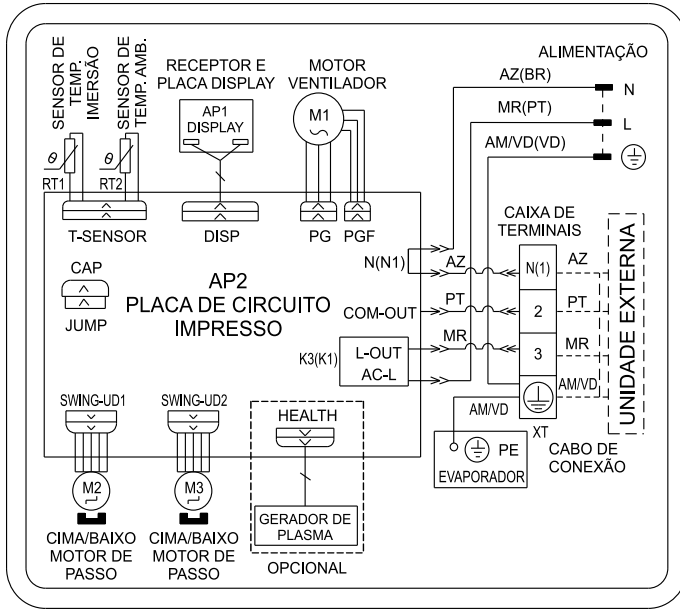 SENSOR DE
TEMP.
IMERSÃO
SENSOR DE
TEMP. AMB.
RECEPTOR E
PLACA DISPLAY
AP1
DISPLAY
MOTOR
VENTILADOR
M1
ALIMENTAÇÃO
AZ(BR)
N
MR(PT)
L
AM/VD(VD)
θ
RT1
θ
RT2
T-SENSOR
DISP
PG
PGF
CAIXA DE
TERMINAIS
CAP
JUMP
AP2
PLACA DE CIRCUITO
IMPRESSO
N(N1)
AZ
N(1)
AZ
COM-OUT
PT
2
PT
K3(K1)
L-OUT
AC-L
MR
3
MR
AM/VD
UNIDADE EXTERNA
SWING-UD1
SWING-UD2
HEALTH
AM/VD
XT
PE
EVAPORADOR
CABO DE
CONEXÃO
M2
M3
CIMA/BAIXO
MOTOR DE
PASSO
CIMA/BAIXO
MOTOR DE
PASSO
GERADOR DE
PLASMA
OPCIONAL